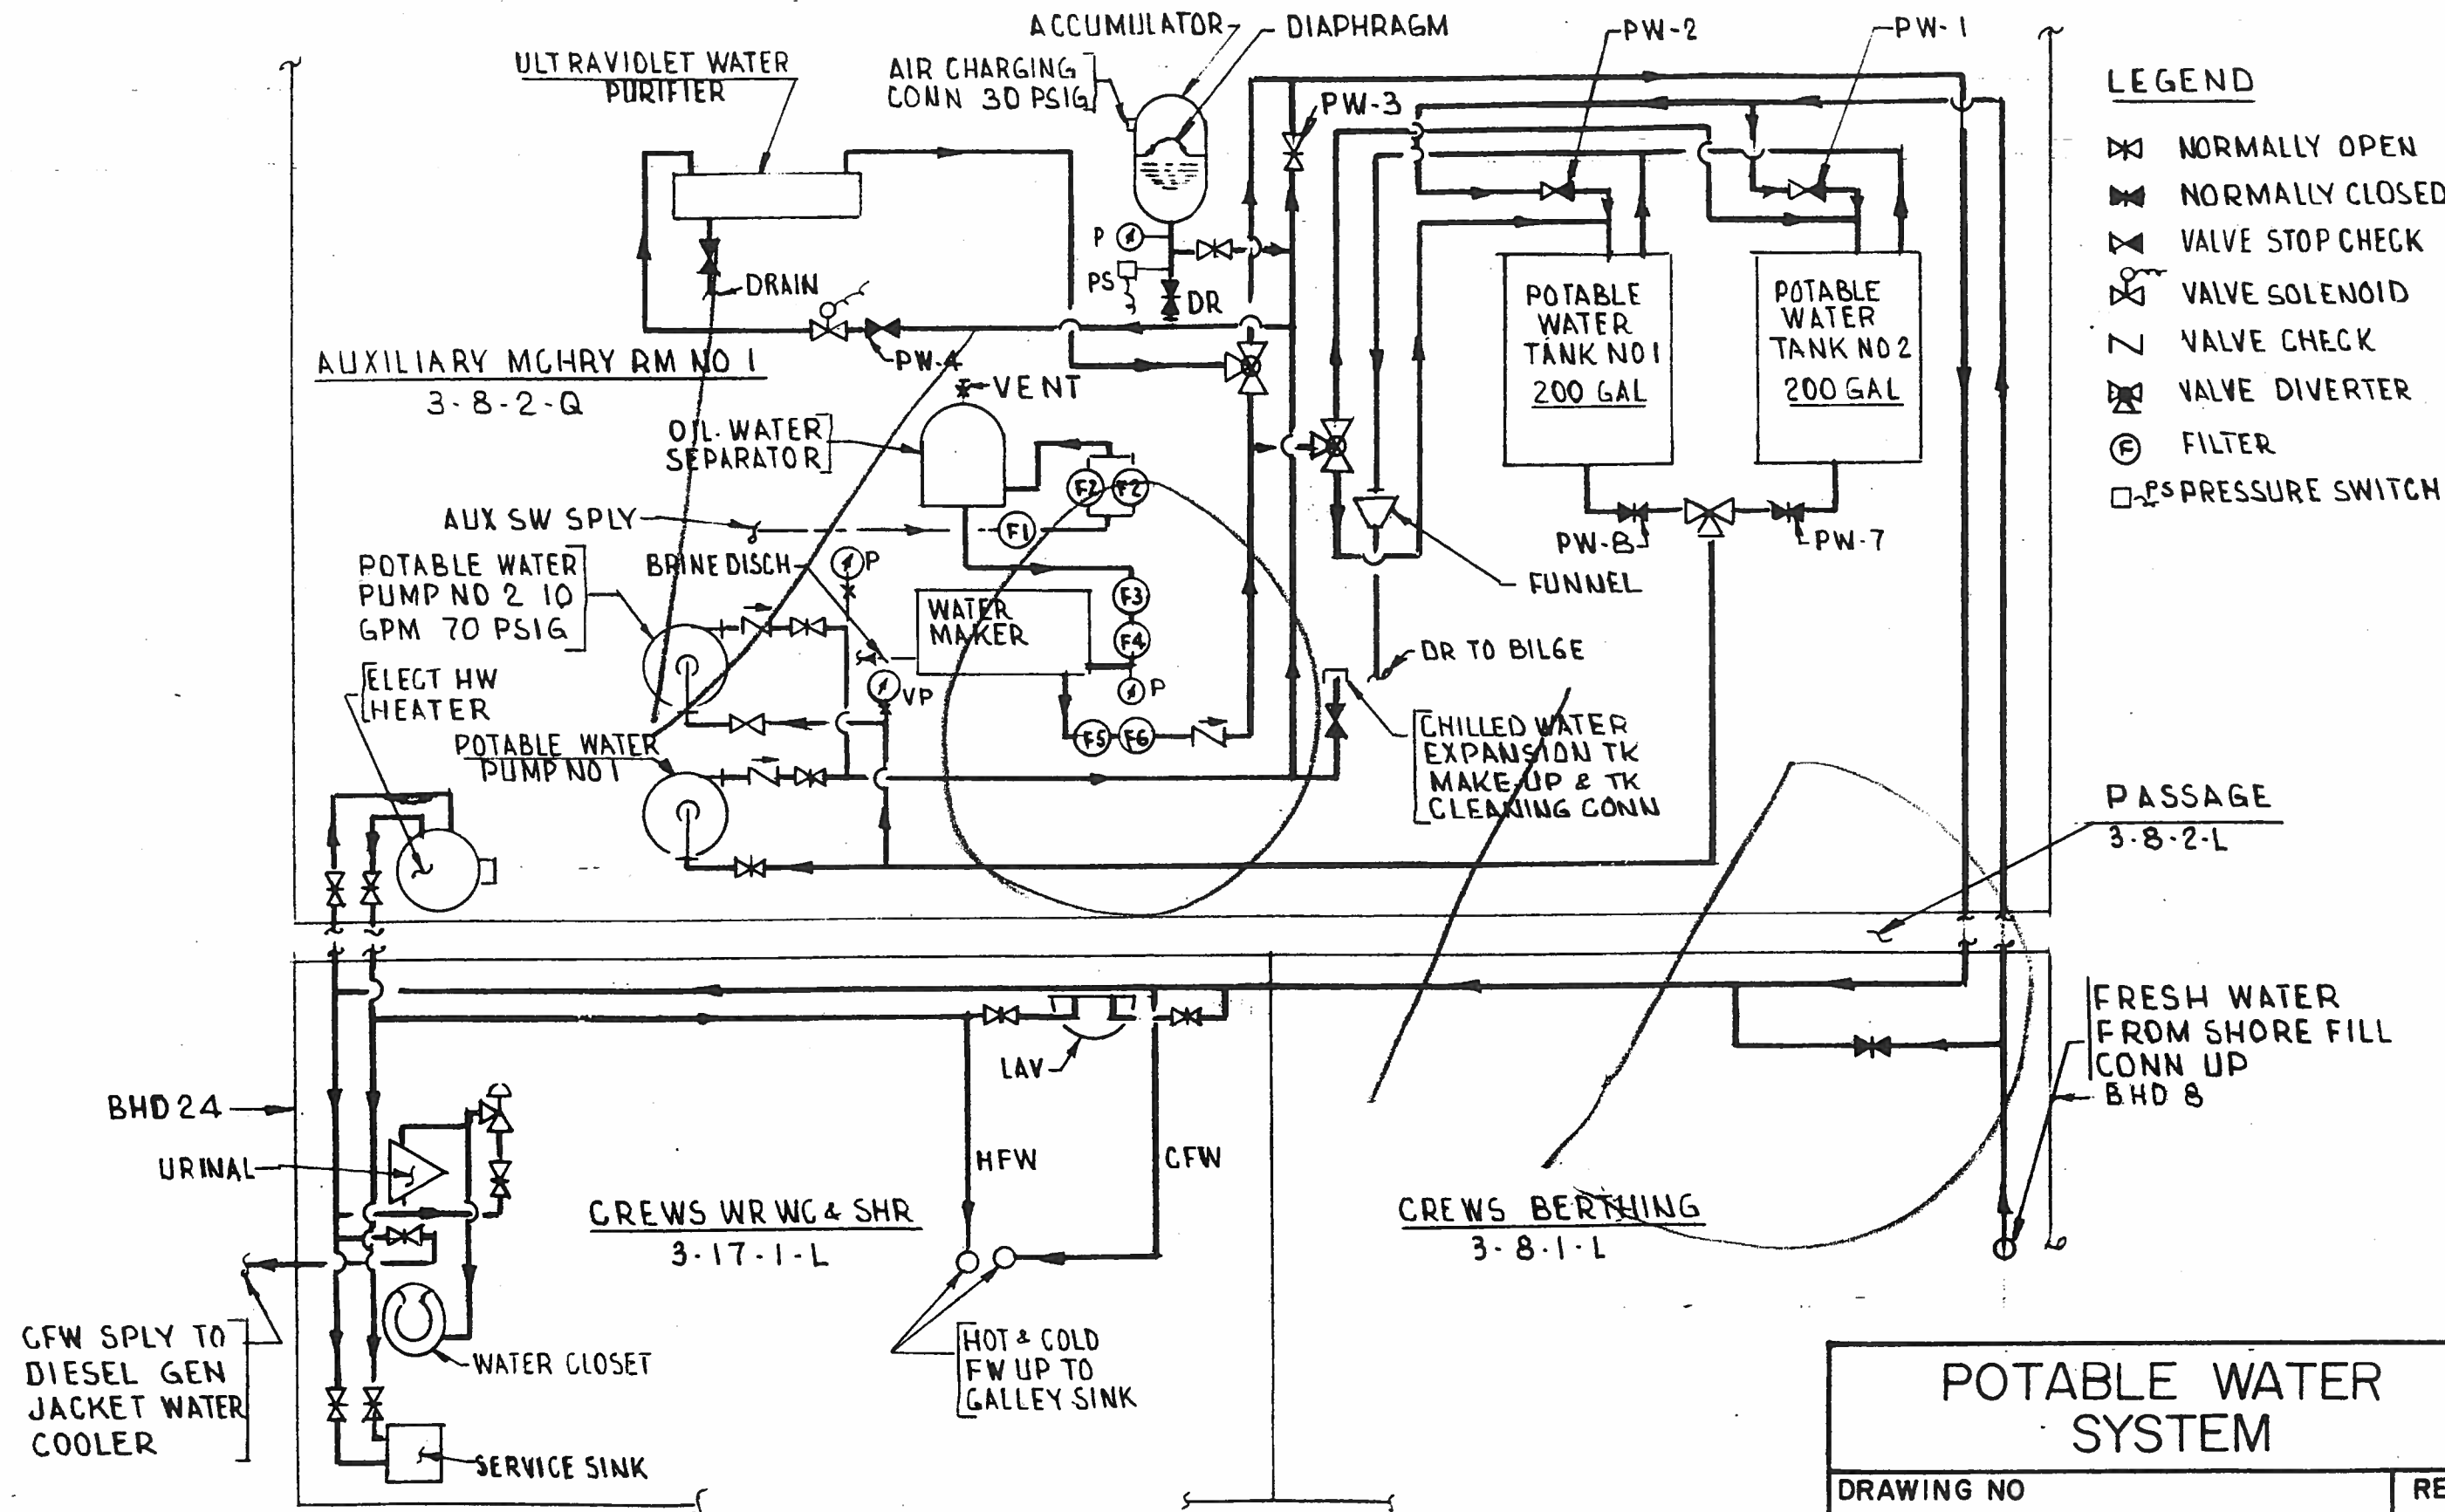 ACCUMULATOR
DIAPHRAGM
PW-2
PW-1
ULTRAVIOLET WATER
PURIFIER
AIR CHARGING
CONN 30 PSIG
PW-3
LEGEND
NORMALLY OPEN
NORMALLY CLOSED
VALVE STOP CHECK
VALVE SOLENOID
VALVE CHECK
VALVE DIVERTER
F
FILTER
PS
PRESSURE SWITCH
P
PS
DR
DRAIN
PW-4
AUXILIARY MCHRY RM NO 1
3-8-2-Q
VENT
OIL-WATER
SEPARATOR
POTABLE
WATER
TANK NO 1
200 GAL
POTABLE
WATER
TANK NO 2
200 GAL
F2
F2
AUX SW SPLY
F1
PW-8
PW-7
FUNNEL
POTABLE WATER
PUMP NO 2 10
GPM 70 PSIG
BRINE DISCH
P
WATER
MAKER
F3
F4
P
DR TO BILGE
ELECT HW
HEATER
VP
F5
F6
POTABLE WATER
PUMP NO 1
CHILLED WATER
EXPANSION TK
MAKE-UP & TK
CLEANING CONN
PASSAGE
3-8-2-L
FRESH WATER
FROM SHORE FILL
CONN UP
BHD 8
LAV
BHD 24
URINAL
HFW
CFW
CREWS WR WC & SHR
3-17-1-L
CREWS BERTHING
3-8-1-L
CFW SPLY TO
DIESEL GEN
JACKET WATER
COOLER
WATER CLOSET
HOT & COLD
FW UP TO
GALLEY SINK
SERVICE SINK
POTABLE WATER
SYSTEM
DRAWING NO
RE